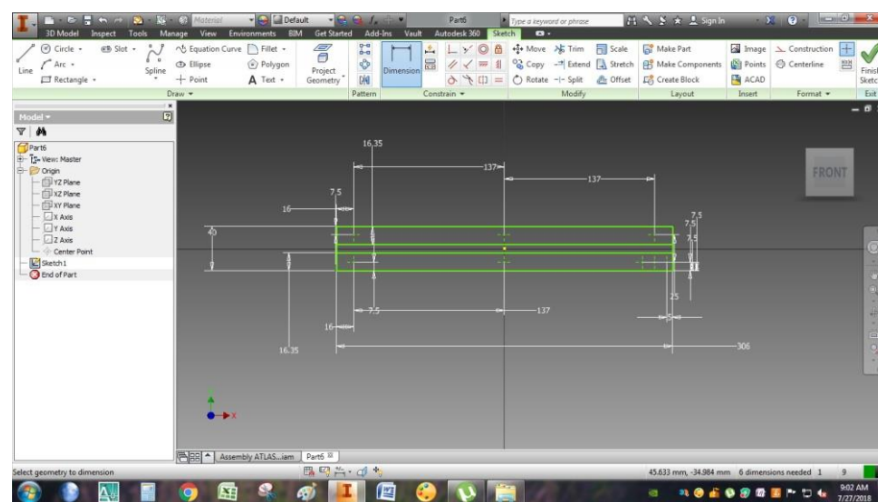 Material
Default
Part6
Type a keyword or phrase
Sign In
3D Model Inspect Tools Manage View Environments BIM Get Started Add-Ins Vault Autodesk 360 Sketch
Circle Slot Equation Curve Fillet Move Trim Scale Make Part Image Construction
Line Arc Spline Ellipse Polygon Project Geometry Dimension Copy Extend Stretch Make Components Points Centerline Finish Sketch
Rectangle Point Text Rotate Split Offset Create Block ACAD
Draw Pattern Constrain Modify Layout Insert Format Exit
Model
Part6
View: Master
Origin
YZ Plane
XZ Plane
XY Plane
X Axis
Y Axis
Z Axis
Center Point
Sketch1
End of Part
FRONT
16,35
137
137
7,5
16
7,5
7,5
7,5
40
25
7,5
137
16
5
16,35
306
X
Assembly ATLAS...iam Part6
Select geometry to dimension
45.633 mm, -34.984 mm 6 dimensions needed 1 9
9:02 AM
7/27/2018